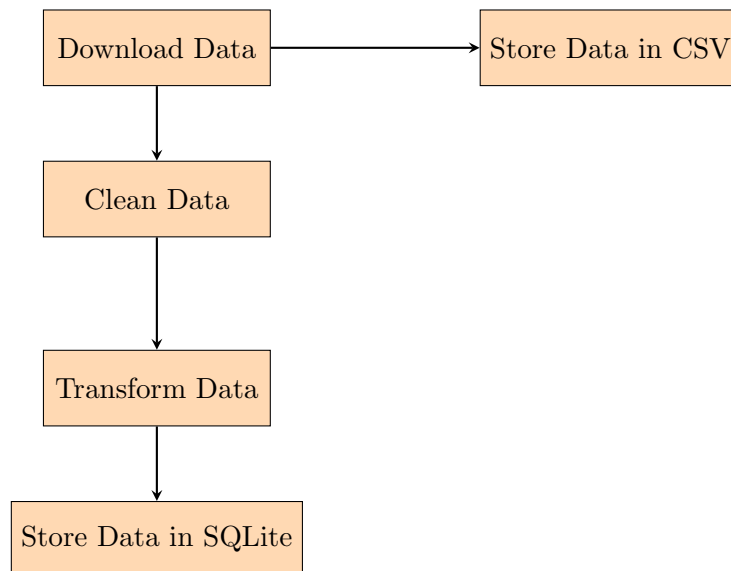 Download Data
Store Data in CSV
Clean Data
Transform Data
Store Data in SQLite